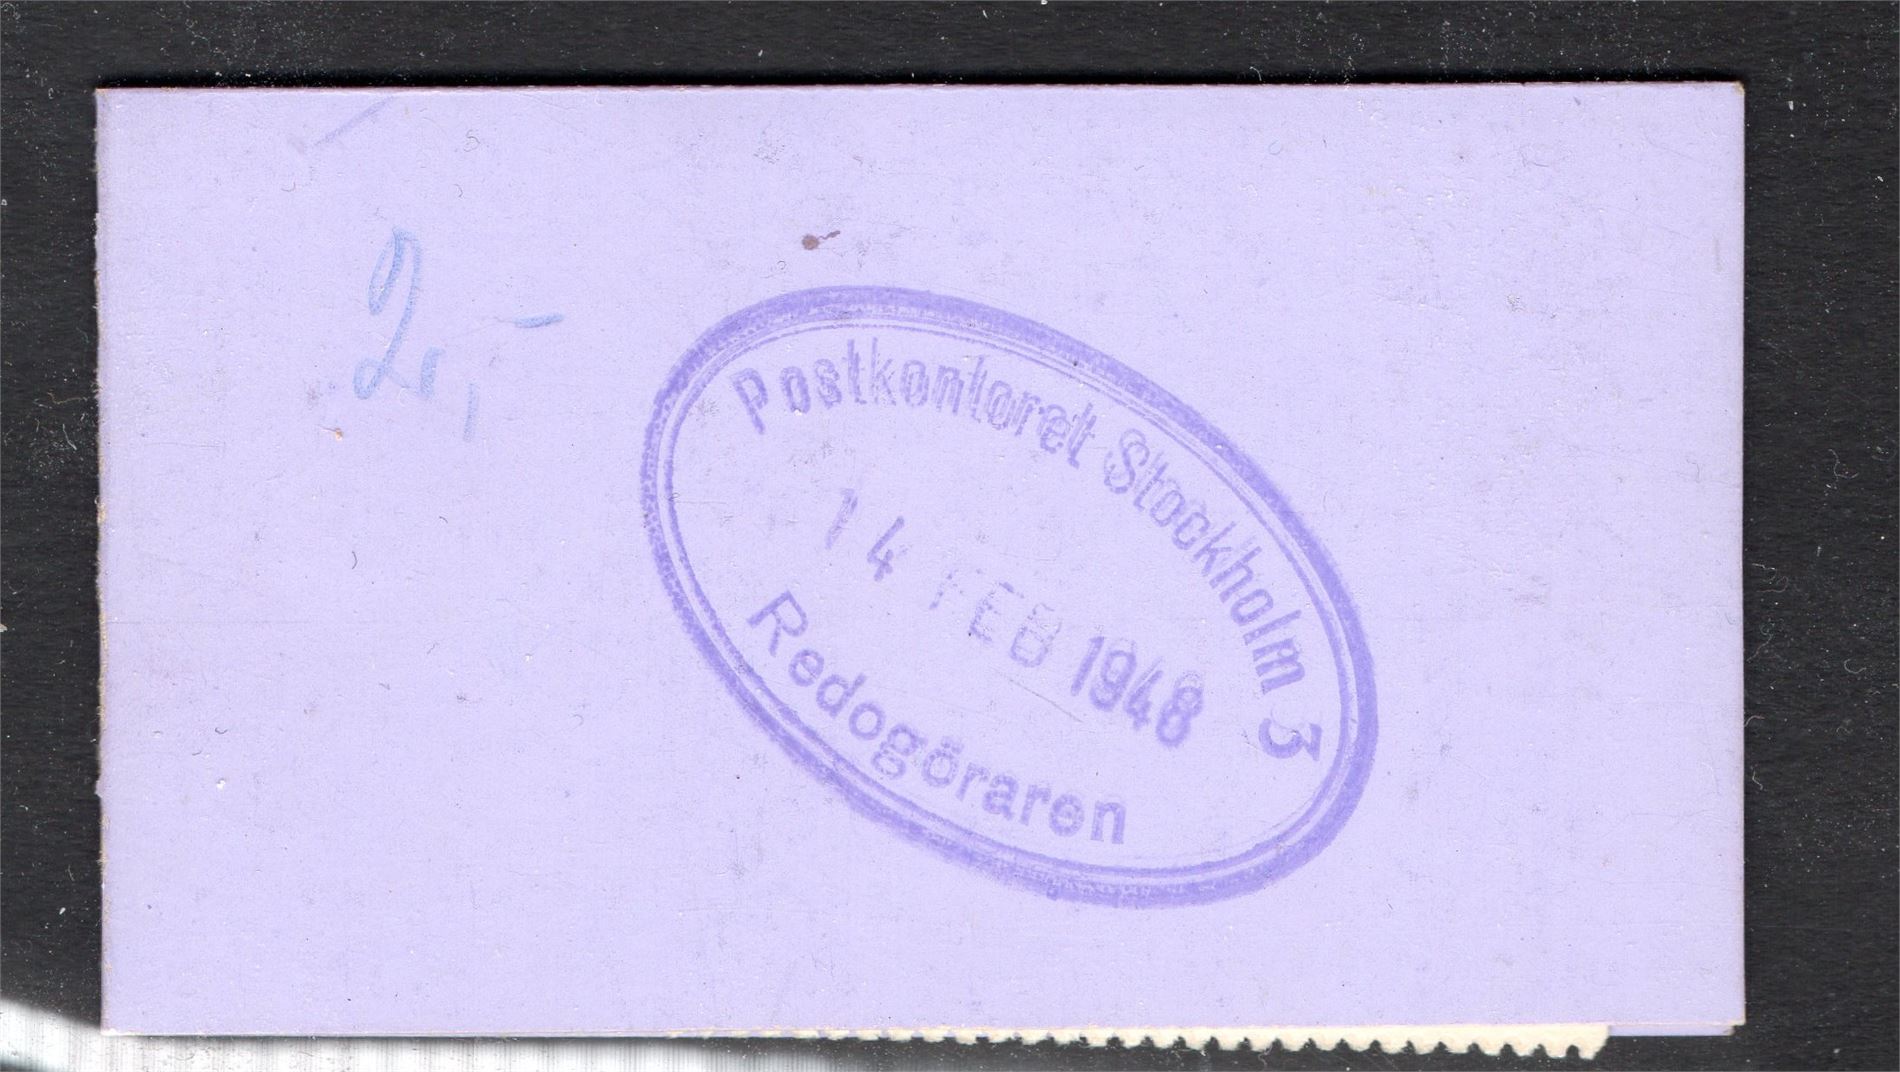 2,-
Postkontoret Stockholm 3
14 FEB 1948
Redogöraren